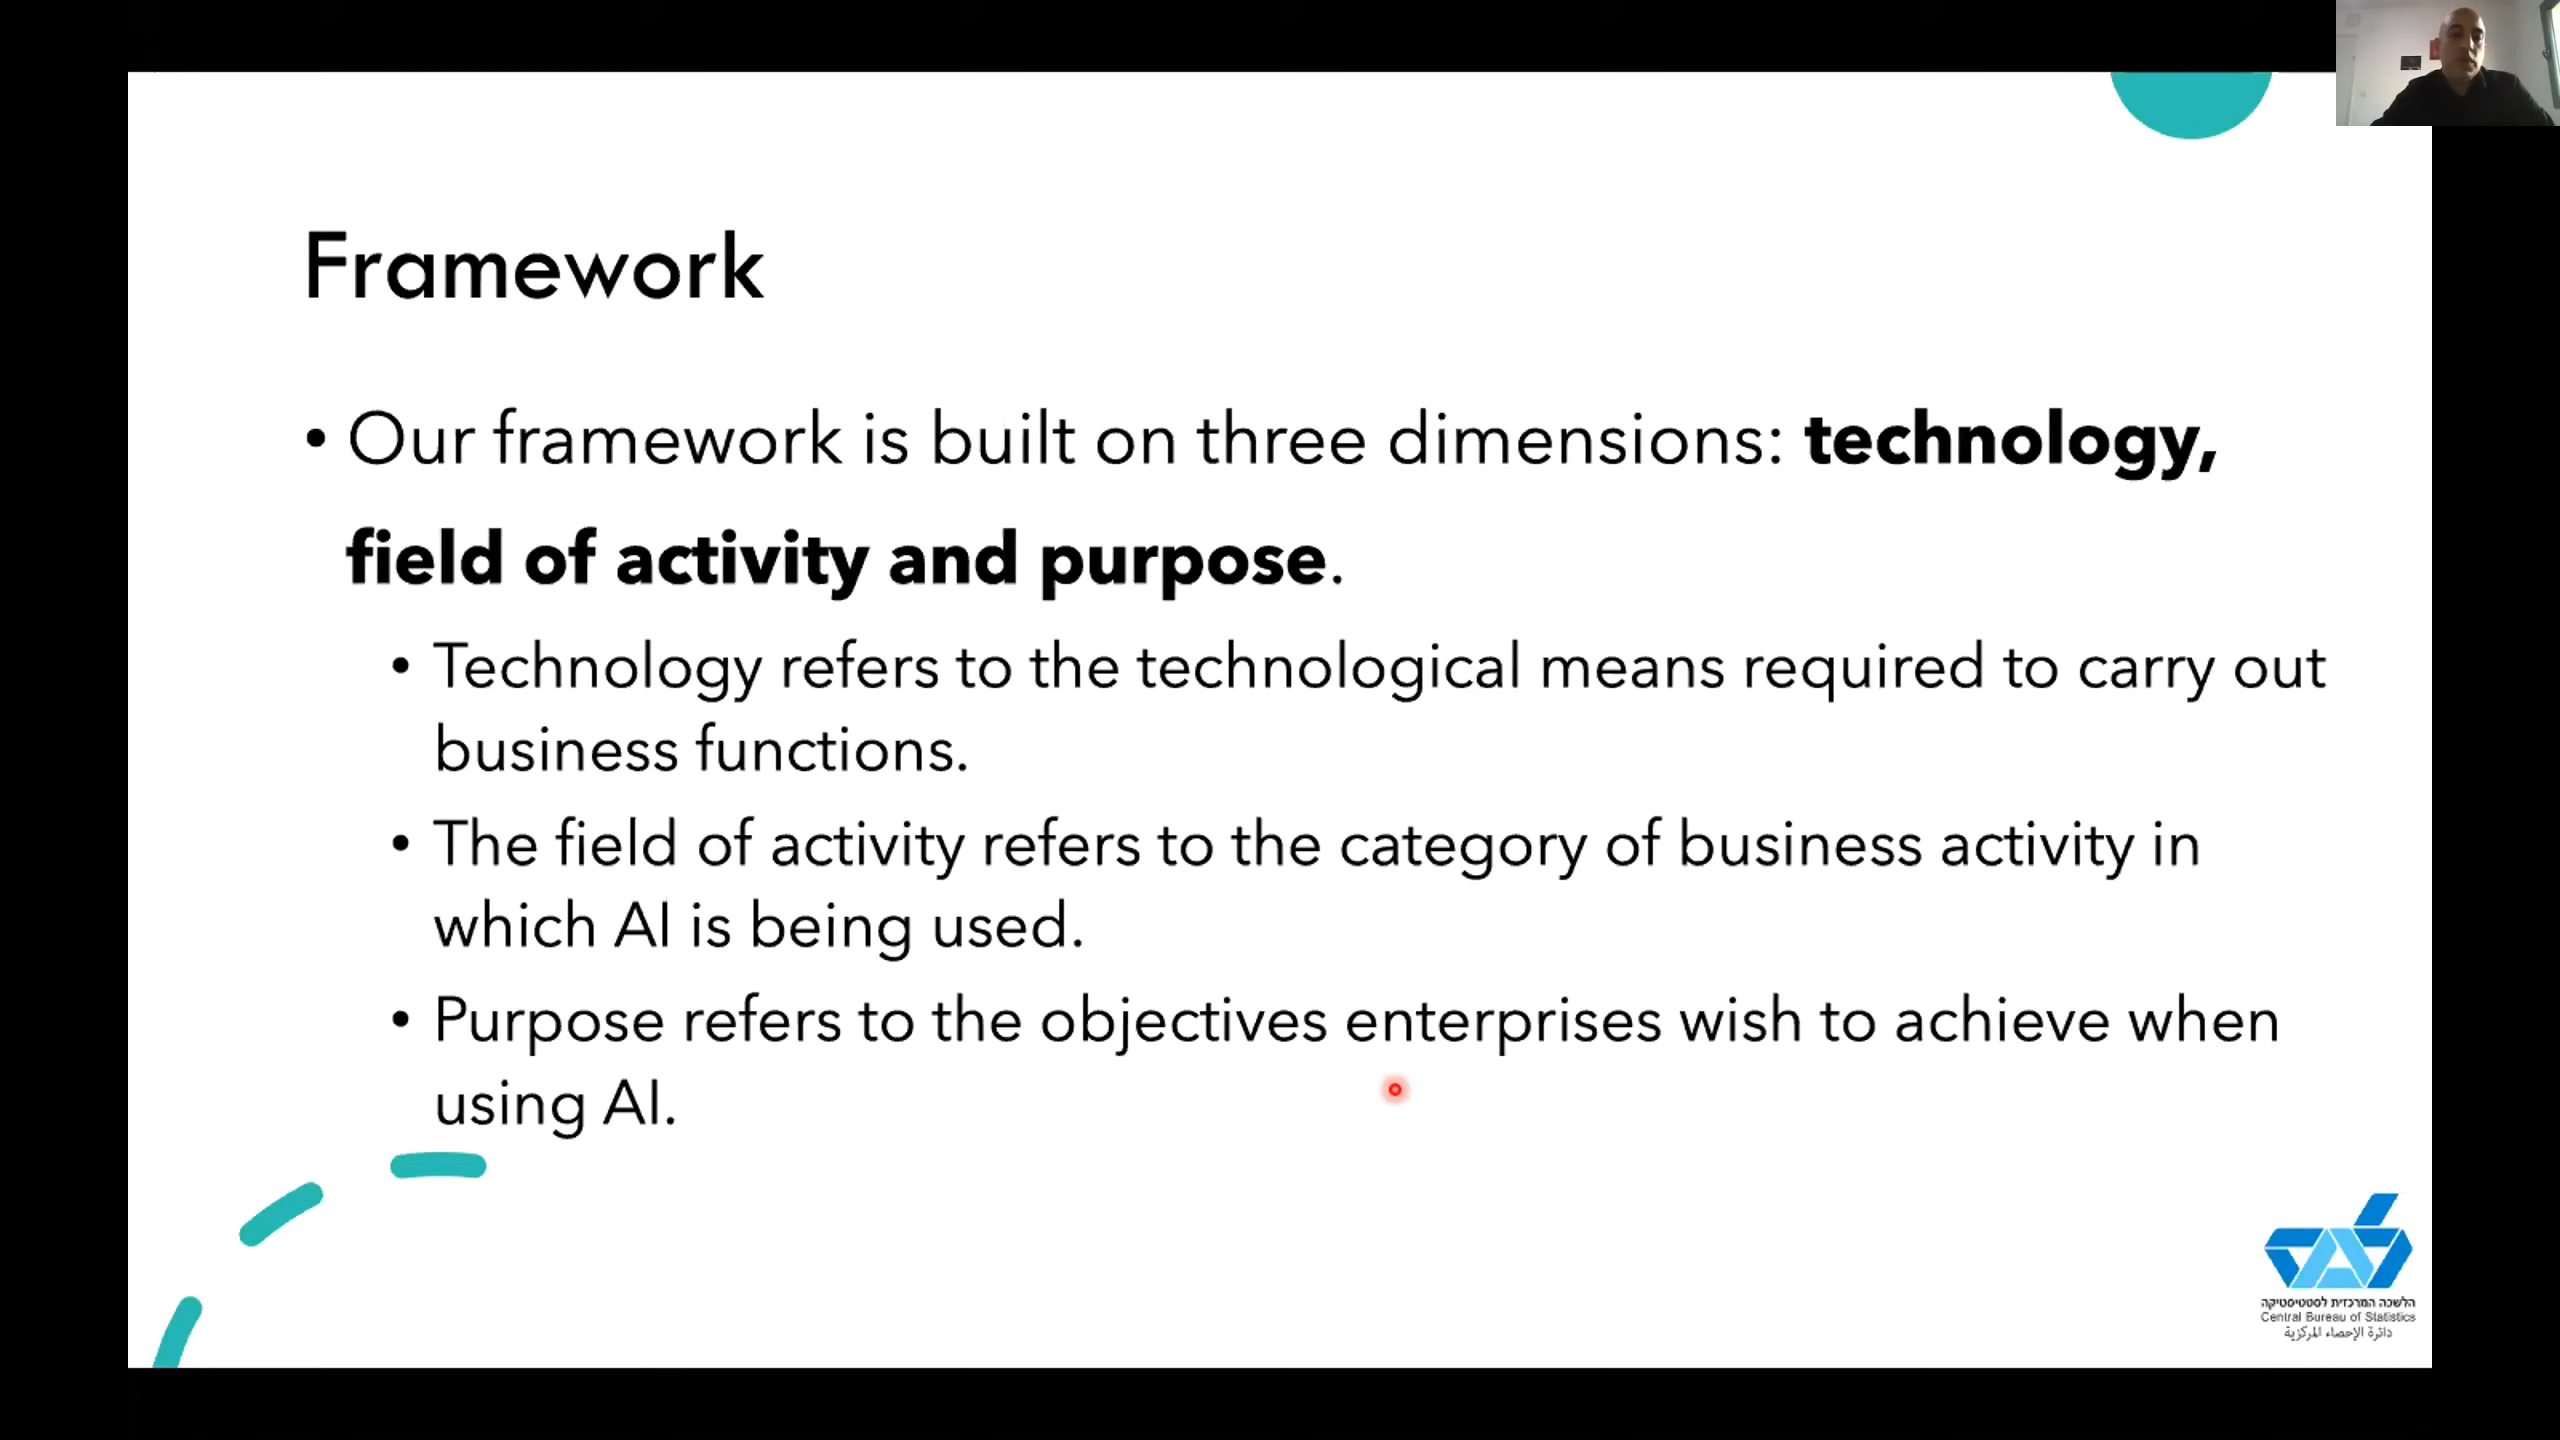 Framework
• Our framework is built on three dimensions: technology,
field of activity and purpose.
• Technology refers to the technological means required to carry out
business functions.
• The field of activity refers to the category of business activity in
which AI is being used.
• Purpose refers to the objectives enterprises wish to achieve when
using AI.
הלשכה המרכזית לסטטיסטיקה
Central Bureau of Statistics
دائرة الإحصاء المركزية